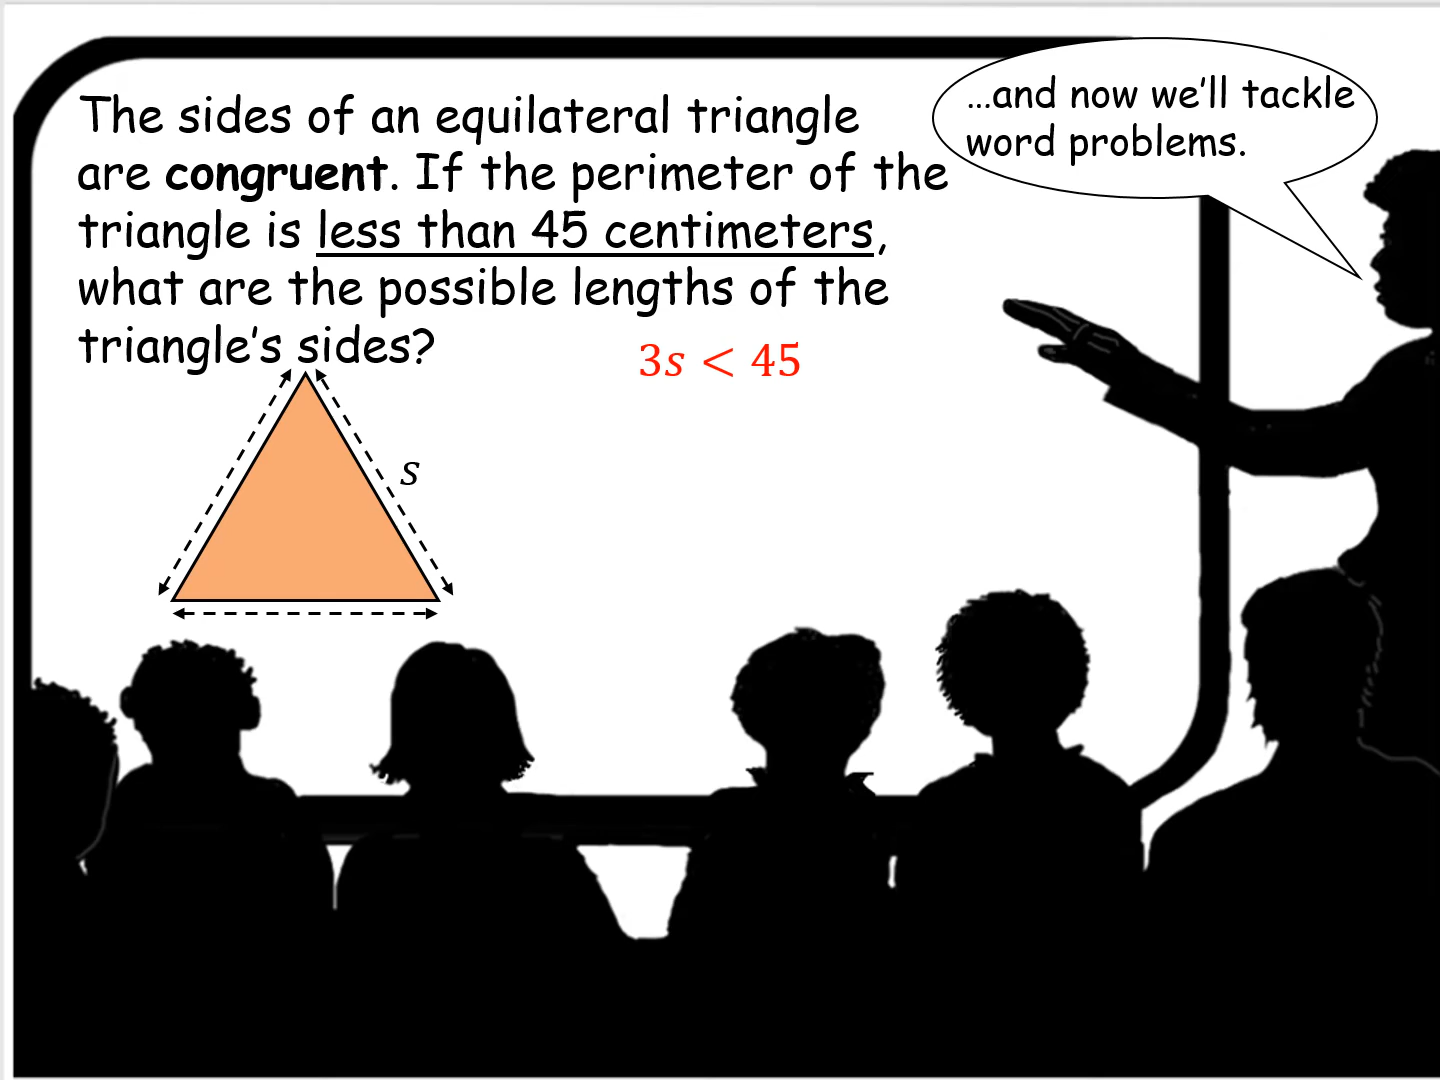 The sides of an equilateral triangle
are congruent. If the perimeter of the
triangle is less than 45 centimeters,
what are the possible lengths of the
triangle’s sides?
3s < 45
s
…and now we’ll tackle
word problems.